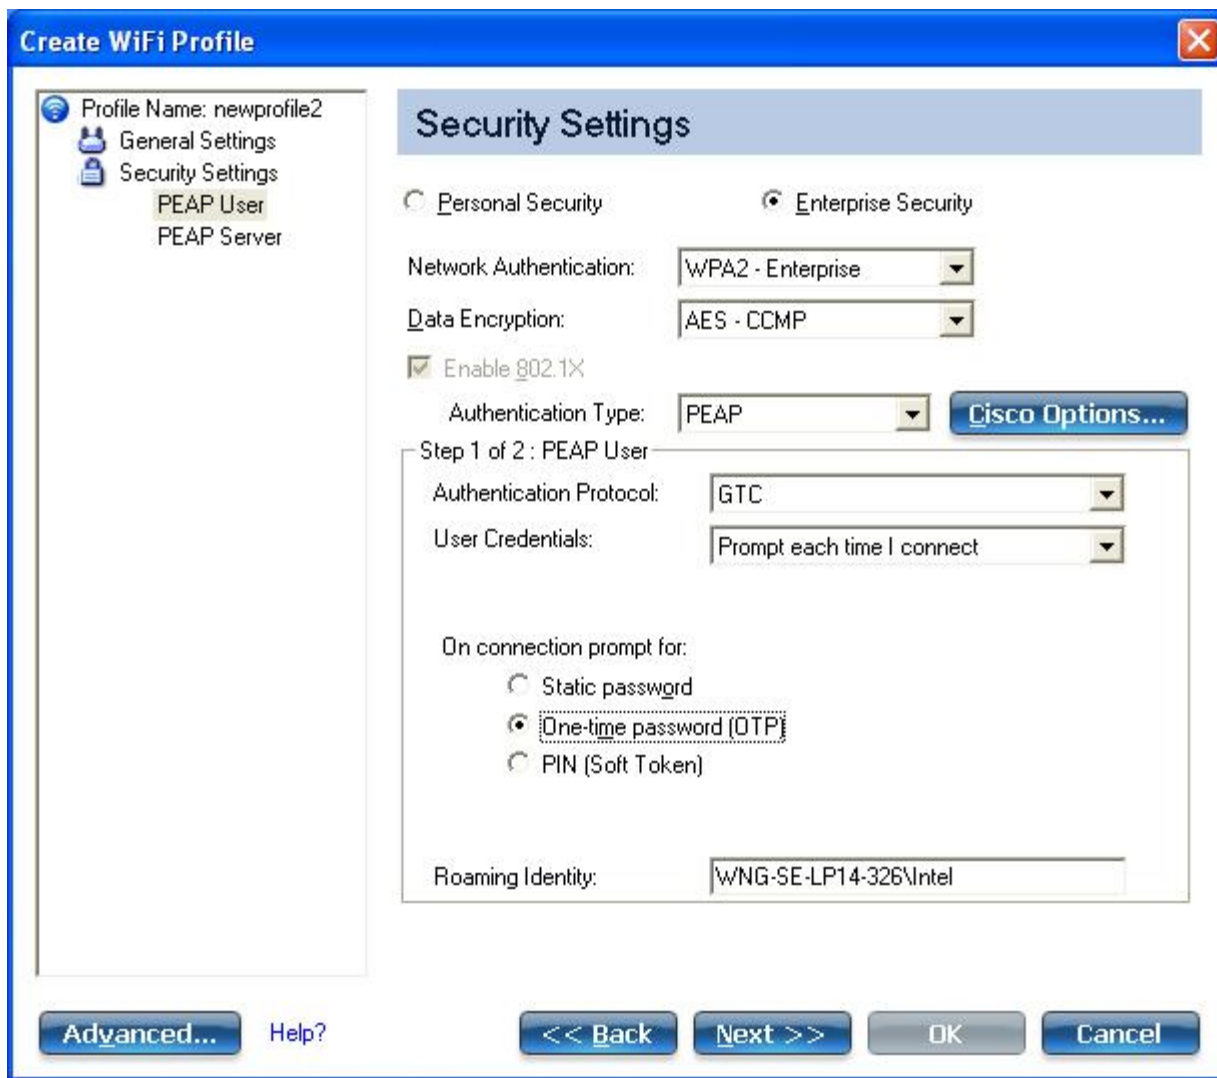 Create WiFi Profile
Profile Name: newprofile2
General Settings
Security Settings
PEAP User
PEAP Server
Security Settings
Personal Security
Enterprise Security
Network Authentication:
WPA2 - Enterprise
Data Encryption:
AES - CCMP
Enable 802.1X
Authentication Type:
PEAP
Cisco Options...
Step 1 of 2 : PEAP User
Authentication Protocol:
GTC
User Credentials:
Prompt each time I connect
On connection prompt for:
Static password
One-time password (OTP)
PIN (Soft Token)
Roaming Identity:
WNG-SE-LP14-326\Intel
Advanced...
Help?
<< Back
Next >>
OK
Cancel